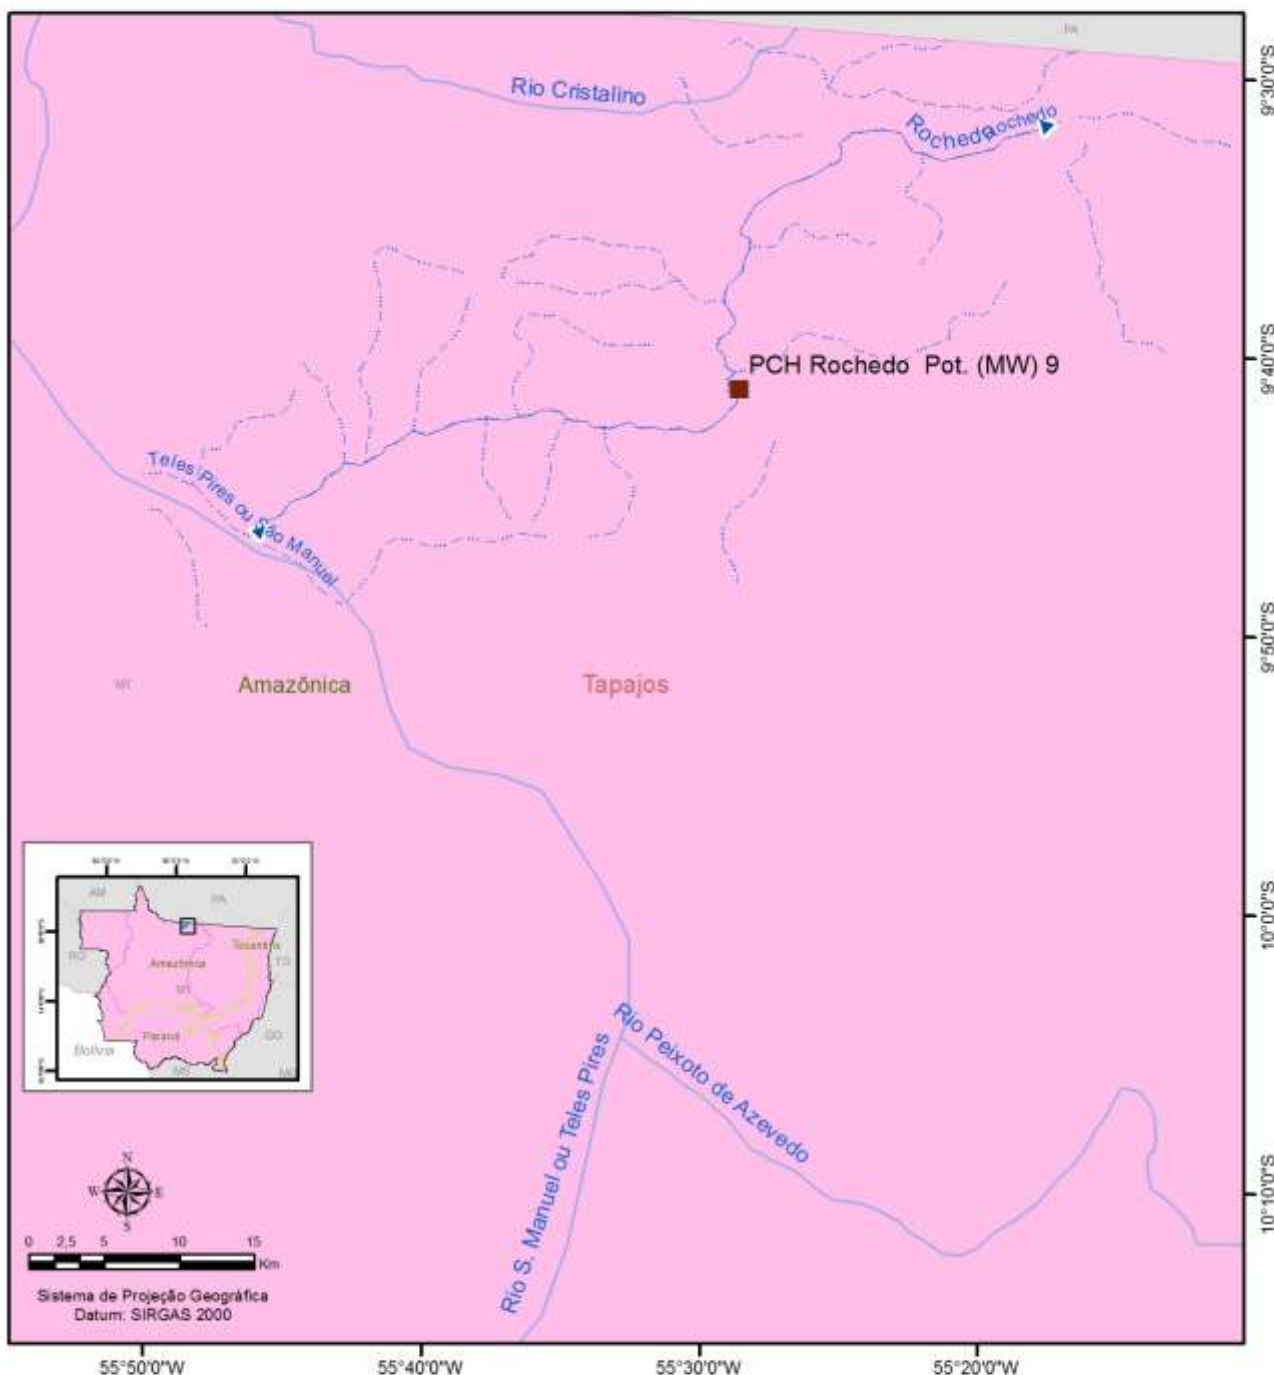 PA
9°30'0"S
Rio Cristalino
Rochedo
Rochedo
9°40'0"S
PCH Rochedo Pot. (MW) 9
Teles Pires ou São Manuel
9°50'0"S
MT
Amazônica
Tapajos
AM
PA
RO
Amazônica
Tocantins
TO
MT
Paraná
GO
Bolívia
MS
10°0'0"S
Rio Peixoto de Azevedo
Rio S. Manuel ou Teles Pires
10°10'0"S
N
W
E
S
0 2,5 5 10 15
Km
Sistema de Projeção Geográfica
Datum: SIRGAS 2000
55°50'0"W
55°40'0"W
55°30'0"W
55°20'0"W